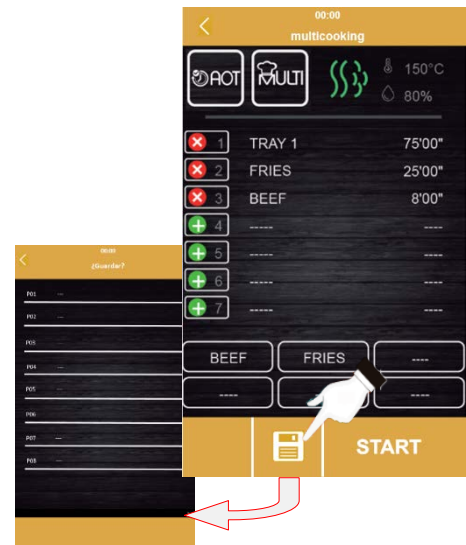 00:00
multicooking
AOT MULTI 150°C
80%
1 TRAY 1 75'00"
2 FRIES 25'00"
3 BEEF 8'00"
4 ----- ----
5 ----- ----
6 ----- ----
7 ----- ----
BEEF FRIES ----
---- ----
START
00:00
¿Guardar?
P01 ---
P02 ---
P03 ---
P04 ---
P05 ---
P06 ---
P07 ---
P08 ---